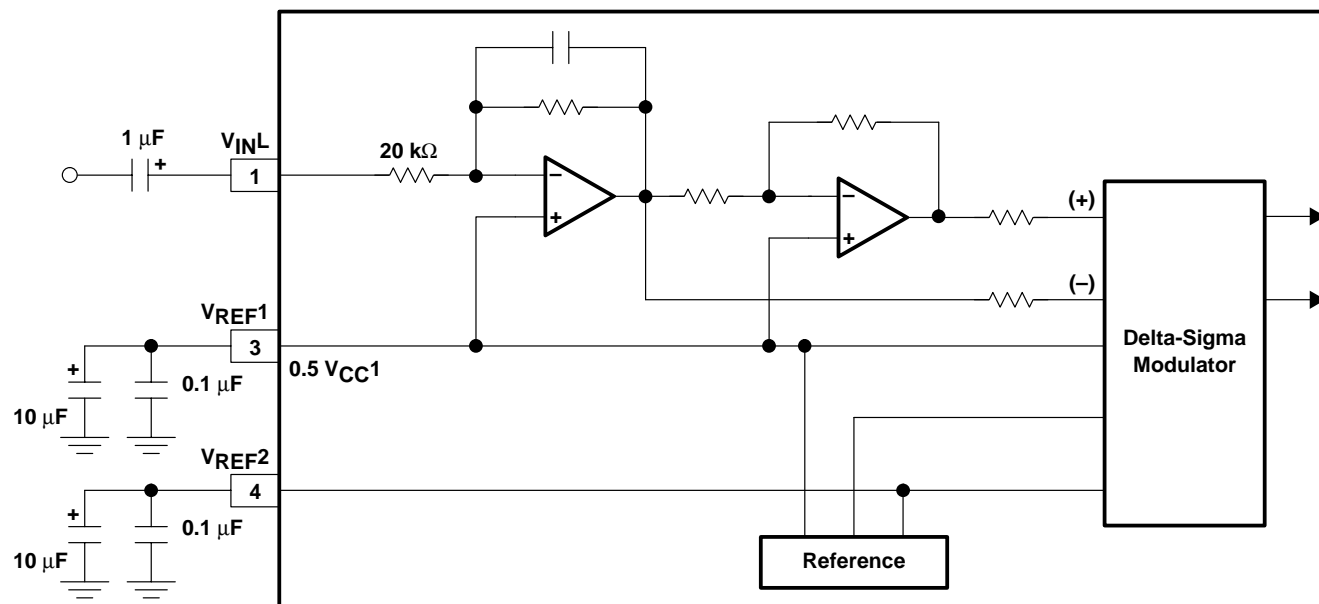 1 μF
+
VINL
1
20 kΩ
−
+
−
+
(+)
(−)
Delta-Sigma
Modulator
VREF1
3
0.5 VCC1
+
0.1 μF
10 μF
VREF2
4
+
0.1 μF
10 μF
Reference